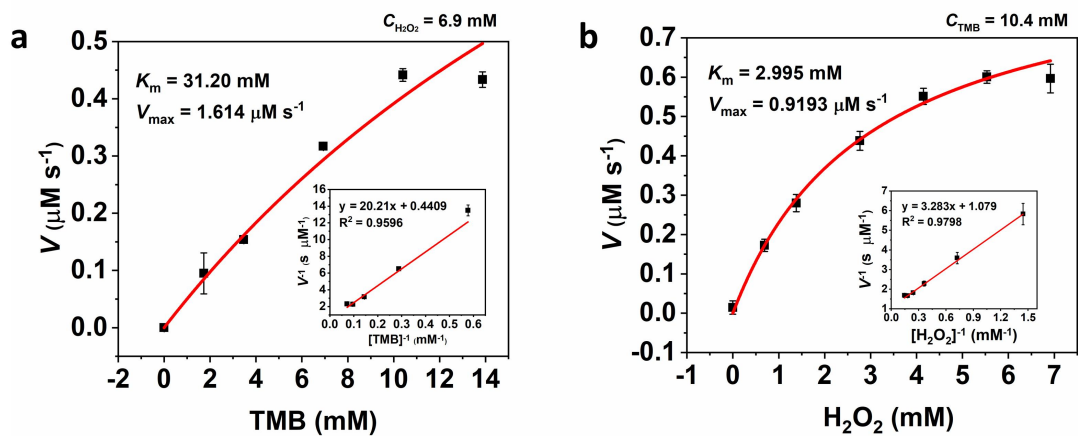 a
C_H₂O₂ = 6.9 mM
K_m = 31.20 mM
V_max = 1.614 μM s⁻¹
V (μM s⁻¹)
0.5
0.4
0.3
0.2
0.1
0.0
-2 0 2 4 6 8 10 12 14
TMB (mM)
y = 20.21x + 0.4409
R² = 0.9596
V⁻¹ (s μM⁻¹)
16
14
12
10
8
6
4
2
0.0 0.1 0.2 0.3 0.4 0.5 0.6
[TMB]⁻¹ (mM⁻¹)
b
C_TMB = 10.4 mM
K_m = 2.995 mM
V_max = 0.9193 μM s⁻¹
V (μM s⁻¹)
0.7
0.6
0.5
0.4
0.3
0.2
0.1
0.0
-0.1
-1 0 1 2 3 4 5 6 7
H₂O₂ (mM)
y = 3.283x + 1.079
R² = 0.9798
V⁻¹ (s μM⁻¹)
6
5
4
3
2
1
0.0 0.3 0.6 0.9 1.2 1.5
[H₂O₂]⁻¹ (mM⁻¹)